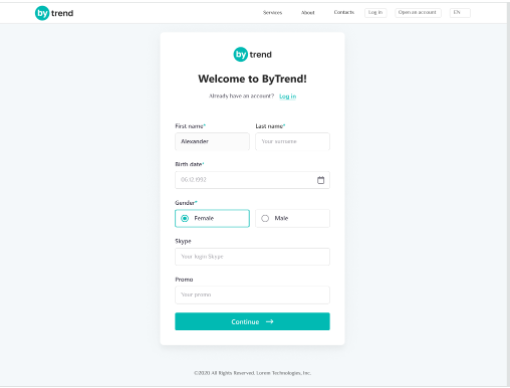 by trend
Services About Contacts Log in Open an account EN
by trend
Welcome to ByTrend!
Already have an account? Log in
First name* Last name*
Alexander Your surname
Birth date*
06.12.1992
Gender*
Female Male
Skype
Your login Skype
Promo
Your promo
Continue →
©2020 All Rights Reserved. Technologies, Inc.